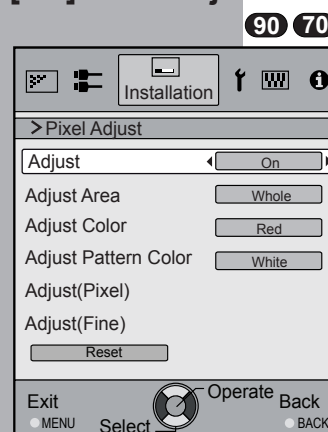 90 70
Installation
>Pixel Adjust
Adjust On
Adjust Area Whole
Adjust Color Red
Adjust Pattern Color White
Adjust(Pixel)
Adjust(Fine)
Reset
Exit Operate Back
MENU Select BACK